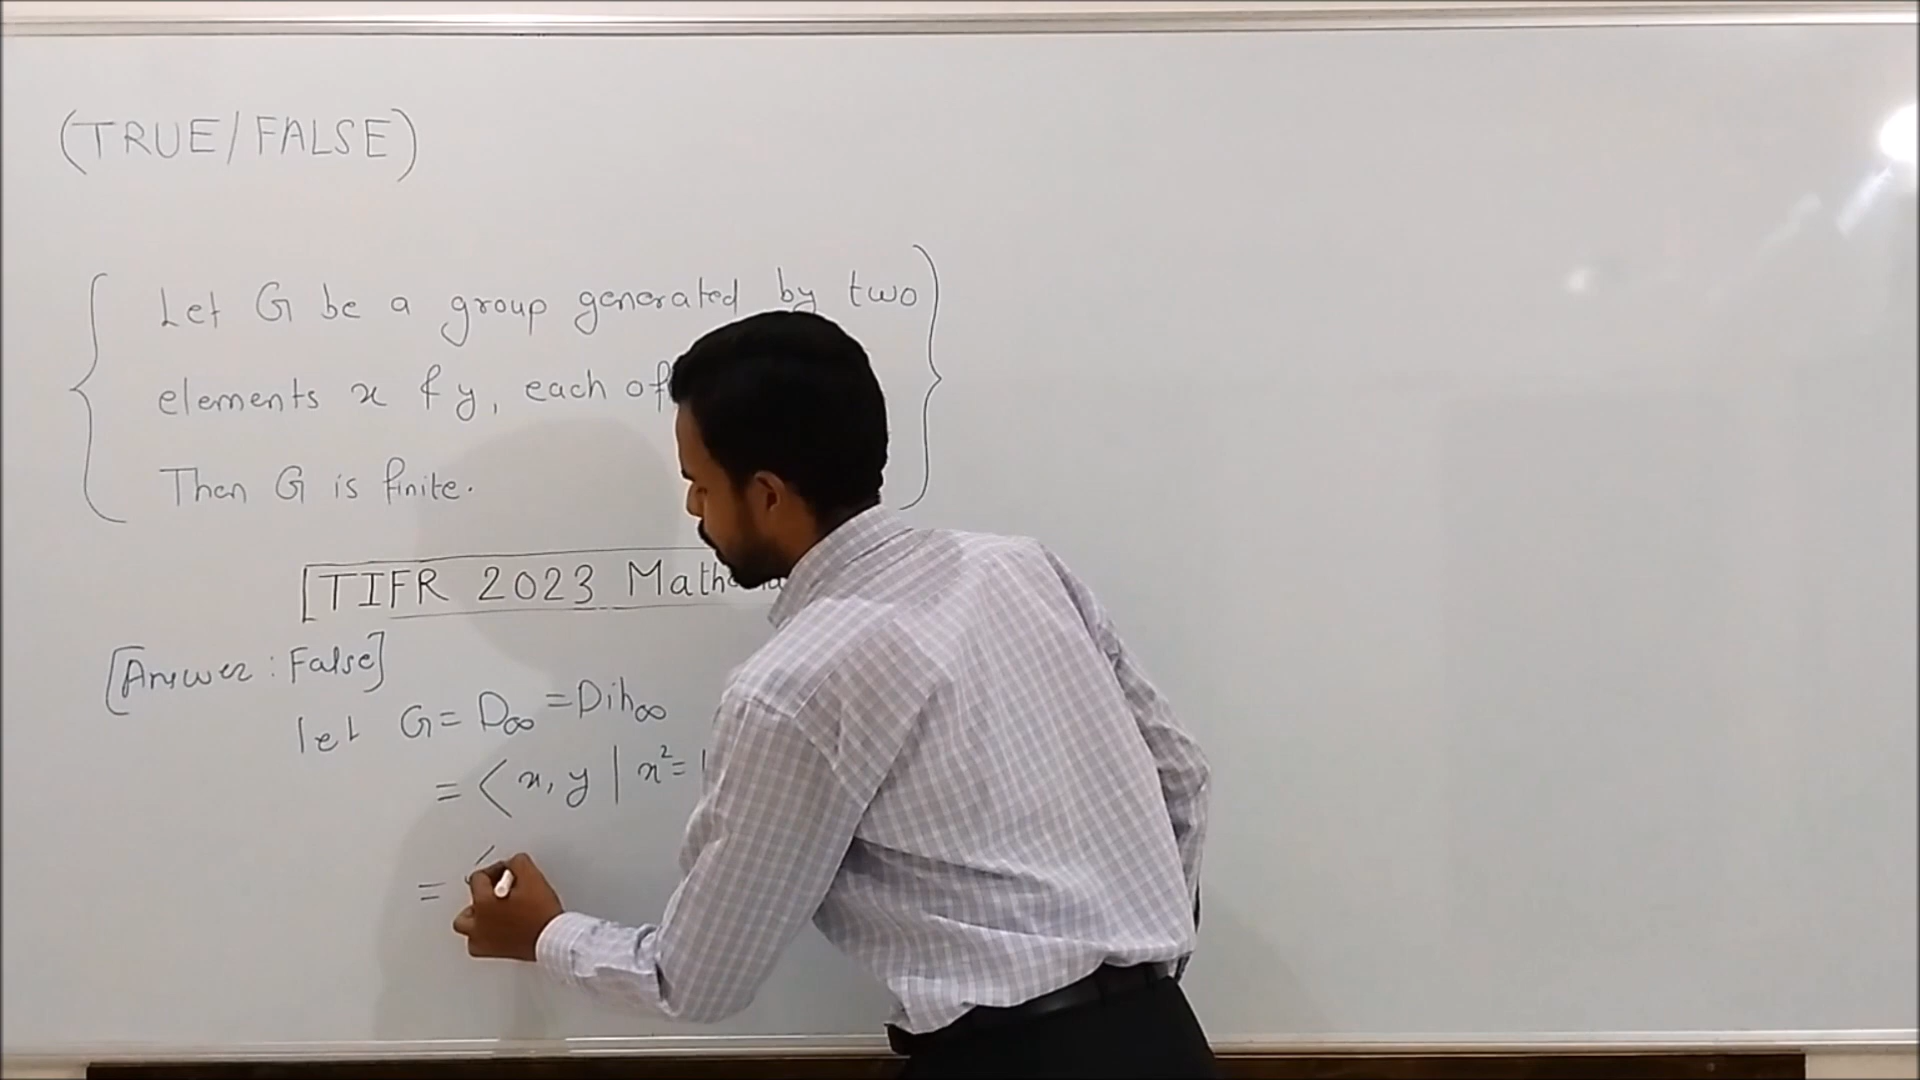 (TRUE/FALSE)
Let G be a group generated by two
elements x & y, each of
Then G is finite.
TIFR 2023
[Answer: False]
let G = D∞ = Dih∞
= < x, y | x² = 1
= <